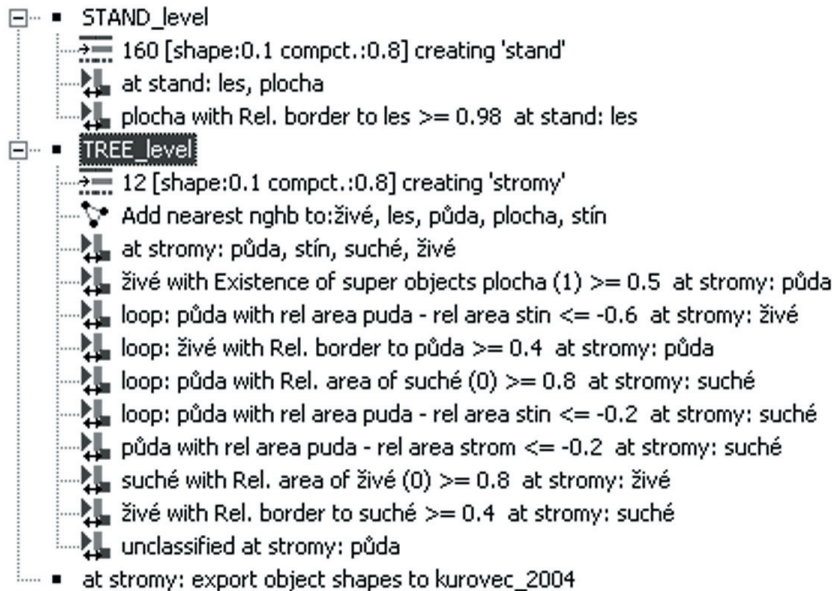 STAND_level
160 [shape:0.1 compct.:0.8] creating 'stand'
at stand: les, plocha
plocha with Rel. border to les >= 0.98 at stand: les
TREE_level
12 [shape:0.1 compct.:0.8] creating 'stromy'
Add nearest nghb to:živé, les, půda, plocha, stín
at stromy: půda, stín, suché, živé
živé with Existence of super objects plocha (1) >= 0.5 at stromy: půda
loop: půda with rel area puda - rel area stin <= -0.6 at stromy: živé
loop: živé with Rel. border to půda >= 0.4 at stromy: půda
loop: půda with Rel. area of suché (0) >= 0.8 at stromy: suché
loop: půda with rel area puda - rel area stin <= -0.2 at stromy: suché
půda with rel area puda - rel area strom <= -0.2 at stromy: suché
suché with Rel. area of živé (0) >= 0.8 at stromy: živé
živé with Rel. border to suché >= 0.4 at stromy: suché
unclassified at stromy: půda
at stromy: export object shapes to kurovec_2004